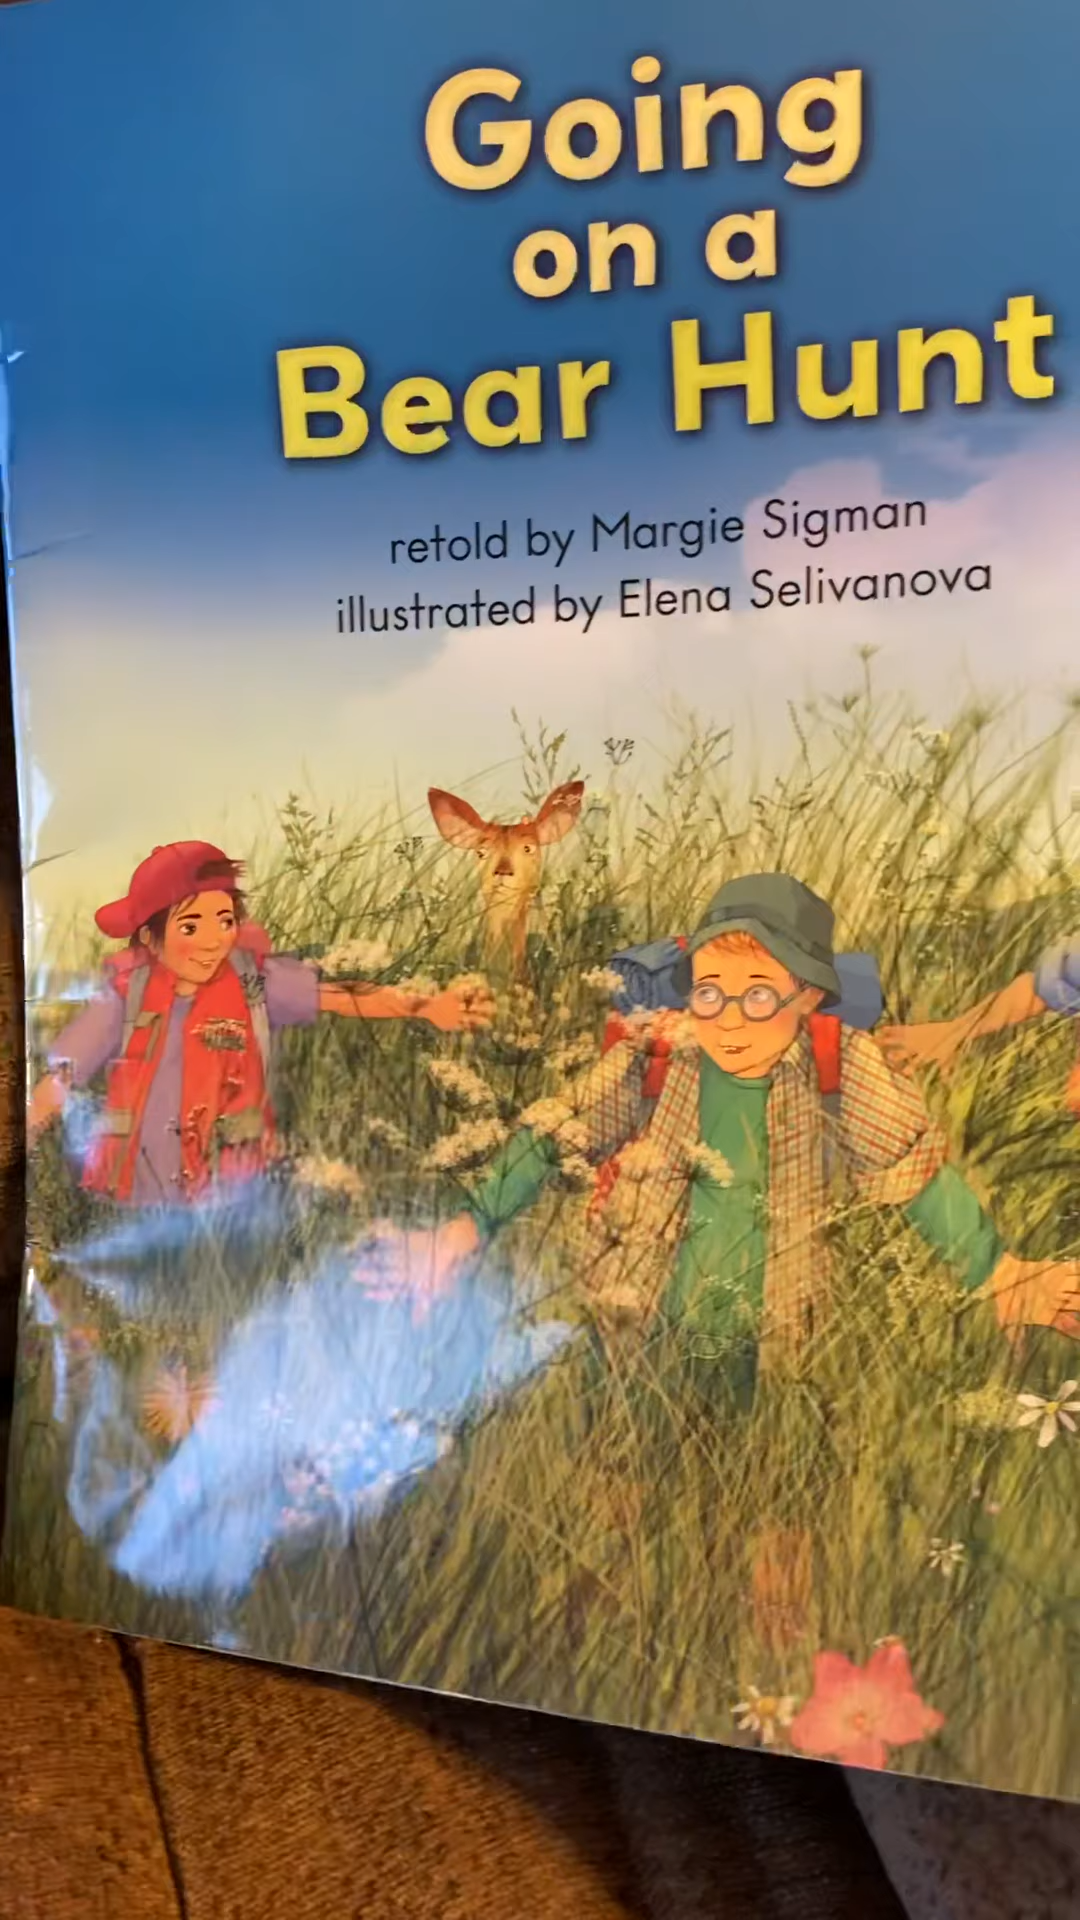 Going
on a
Bear Hunt
retold by Margie Sigman
illustrated by Elena Selivanova